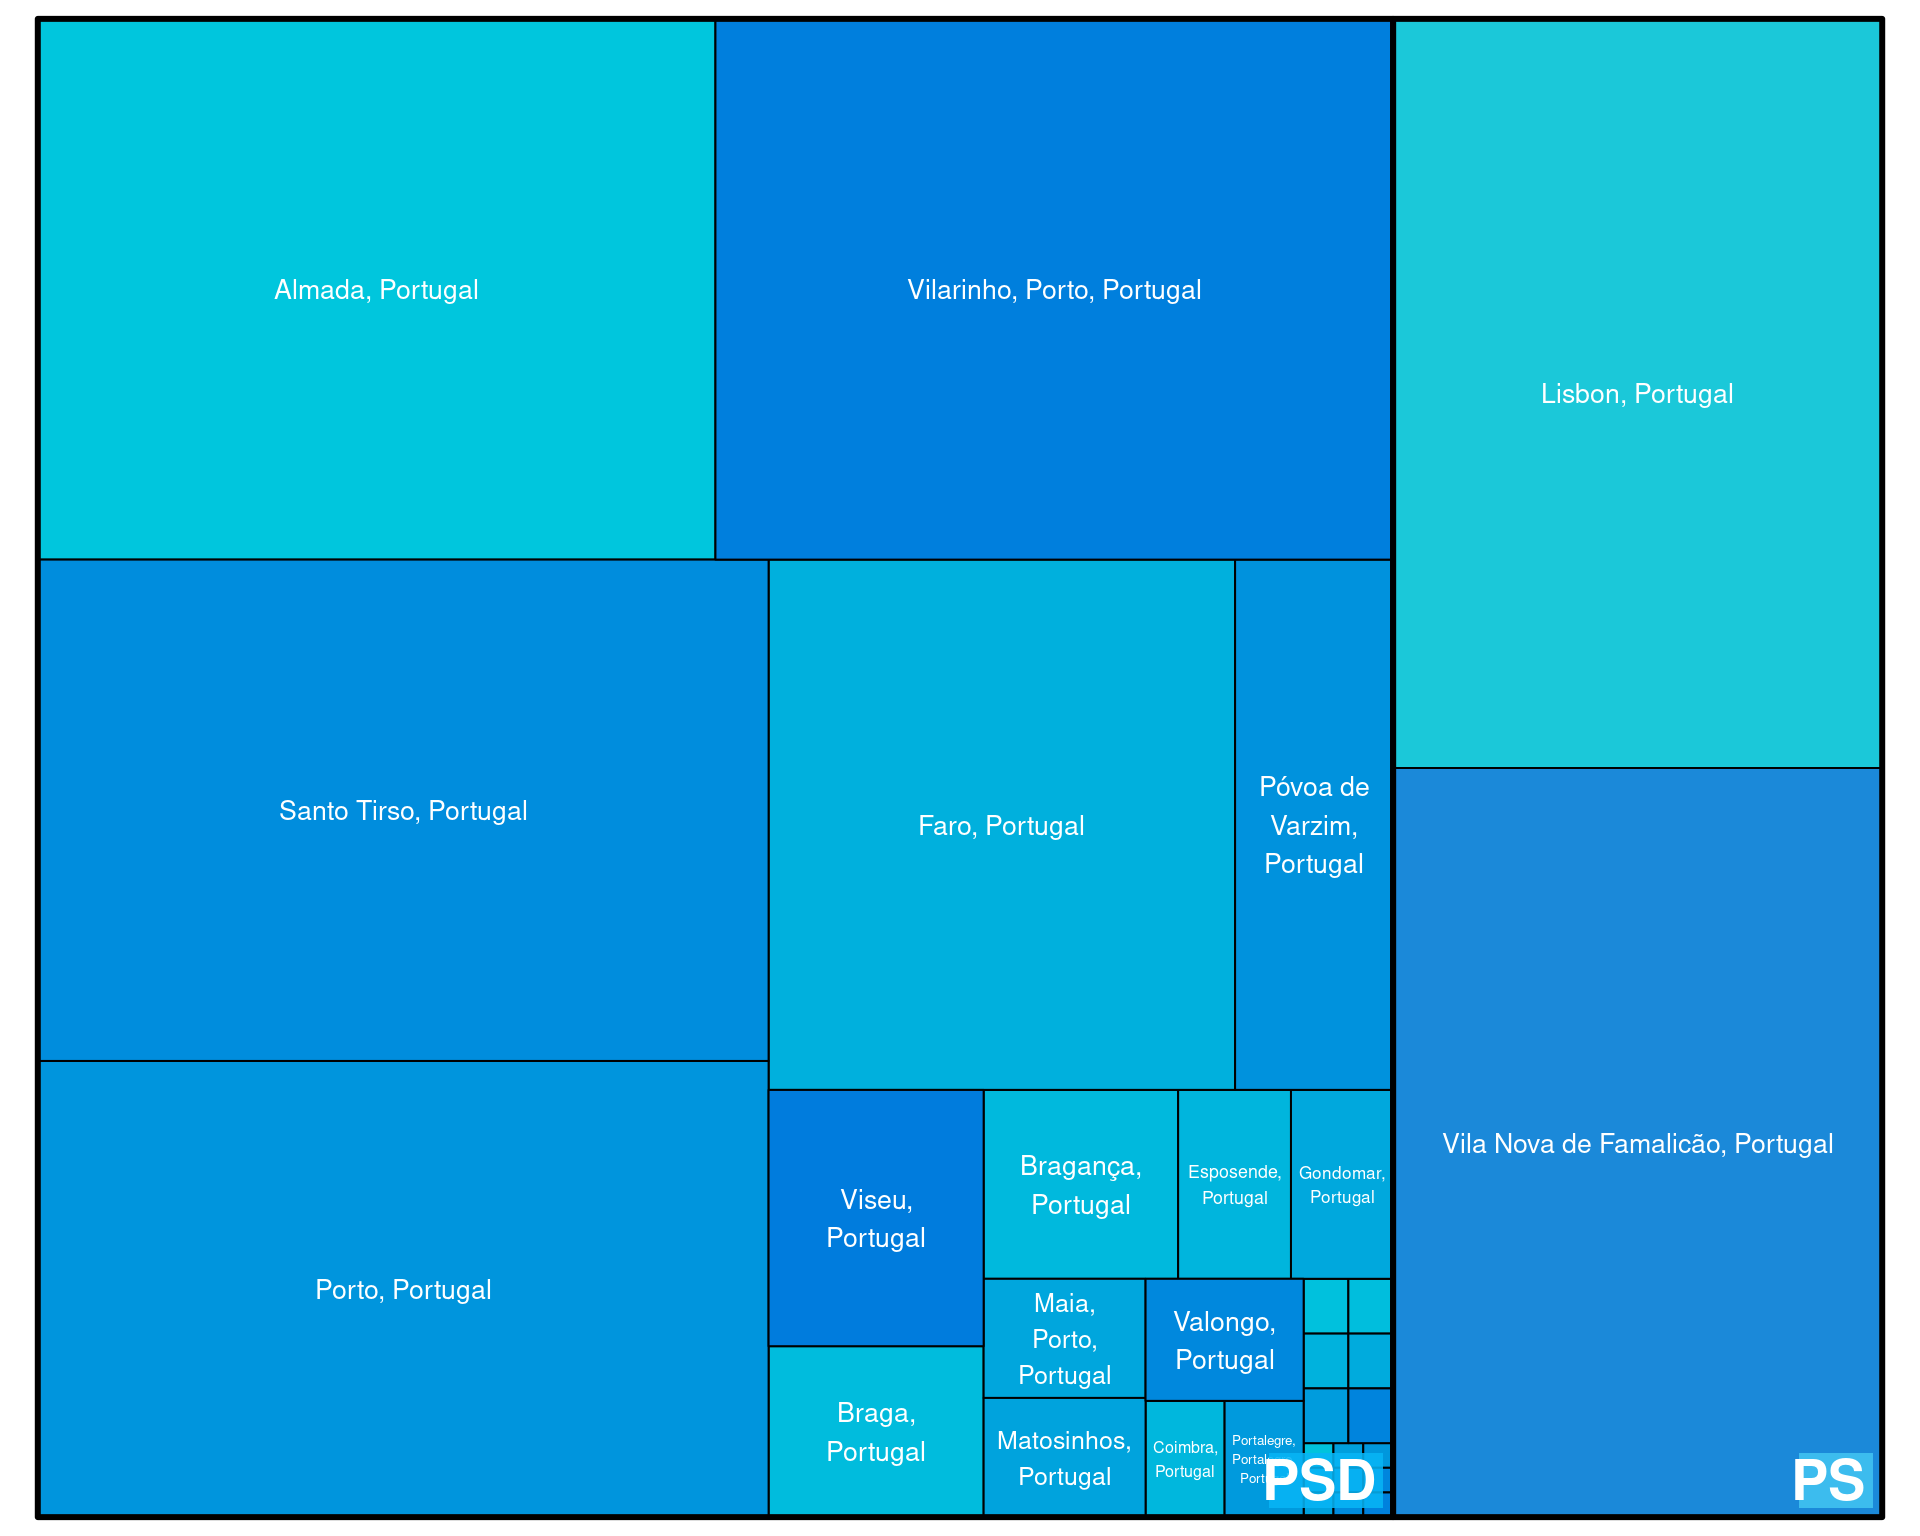 Almada, Portugal
Vilarinho, Porto, Portugal
Lisbon, Portugal
Santo Tirso, Portugal
Faro, Portugal
Póvoa de
Varzim,
Portugal
Vila Nova de Famalicão, Portugal
Porto, Portugal
Viseu,
Portugal
Bragança,
Portugal
Esposende,
Portugal
Gondomar,
Portugal
Maia,
Porto,
Portugal
Valongo,
Portugal
Braga,
Portugal
Matosinhos,
Portugal
Coimbra,
Portugal
Portalegre,
PSD
PS